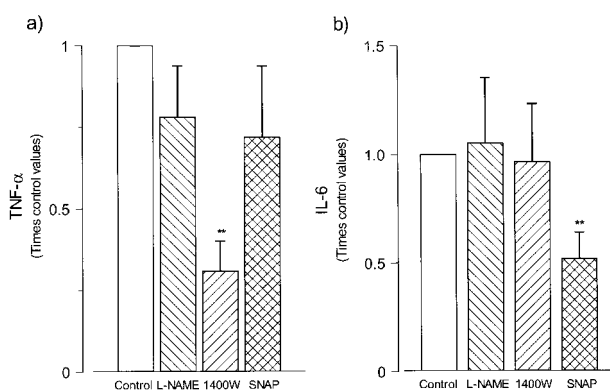 a)
1
0.5
0
TNF-α
(Times control values)
**
Control L-NAME 1400W SNAP
b)
1.5
1.0
0.5
0
IL-6
(Times control values)
**
Control L-NAME 1400W SNAP